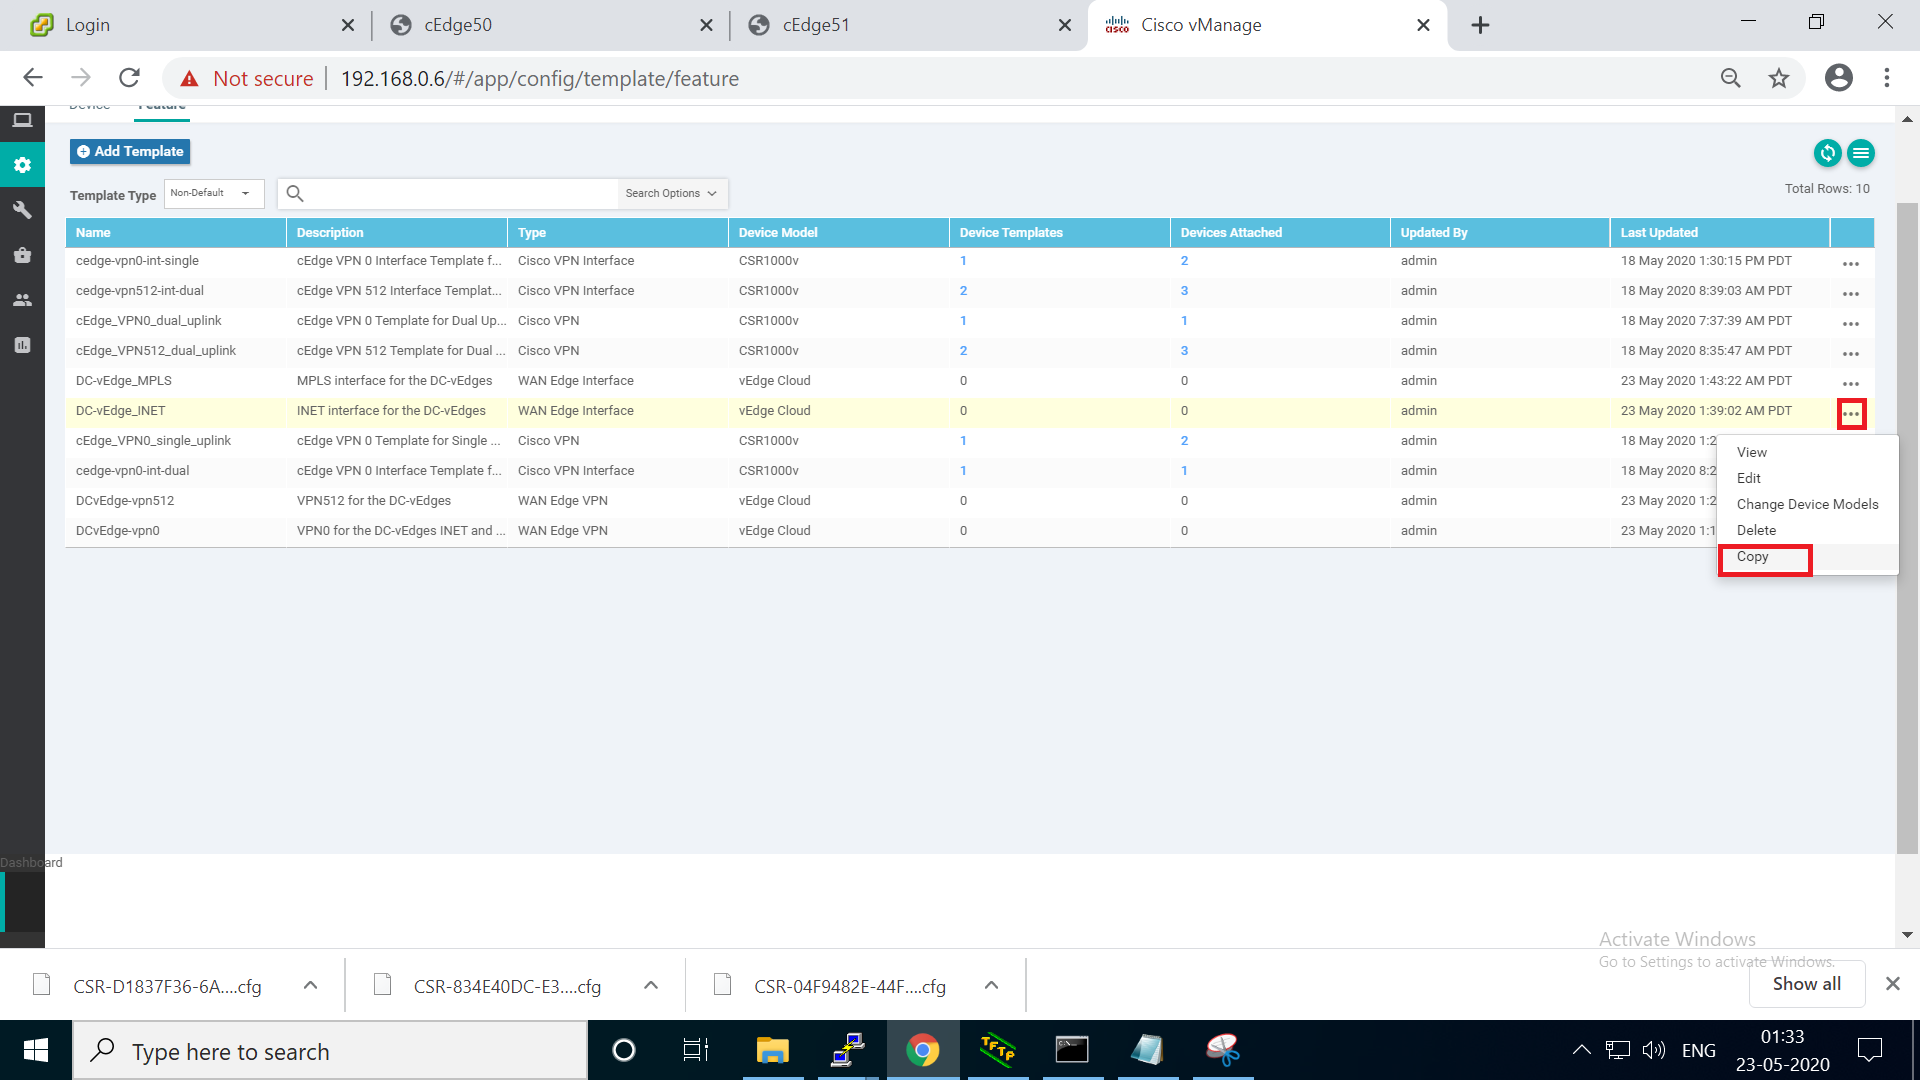 Login
cEdge50
cEdge51
Cisco vManage
Not secure
192.168.0.6/#/app/config/template/feature
Device Feature
Add Template
Template Type Non-Default Search Options
Total Rows: 10
Name Description Type Device Model Device Templates Devices Attached Updated By Last Updated
cedge-vpn0-int-single cEdge VPN 0 Interface Template f... Cisco VPN Interface CSR1000v 1 2 admin 18 May 2020 1:30:15 PM PDT
cedge-vpn512-int-dual cEdge VPN 512 Interface Templat... Cisco VPN Interface CSR1000v 2 3 admin 18 May 2020 8:39:03 AM PDT
cEdge_VPN0_dual_uplink cEdge VPN 0 Template for Dual Up... Cisco VPN CSR1000v 1 1 admin 18 May 2020 7:37:39 AM PDT
cEdge_VPN512_dual_uplink cEdge VPN 512 Template for Dual ... Cisco VPN CSR1000v 2 3 admin 18 May 2020 8:35:47 AM PDT
DC-vEdge_MPLS MPLS interface for the DC-vEdges WAN Edge Interface vEdge Cloud 0 0 admin 23 May 2020 1:43:22 AM PDT
DC-vEdge_INET INET interface for the DC-vEdges WAN Edge Interface vEdge Cloud 0 0 admin 23 May 2020 1:39:02 AM PDT
cEdge_VPN0_single_uplink cEdge VPN 0 Template for Single ... Cisco VPN CSR1000v 1 2 admin 18 May 2020 1:2
cedge-vpn0-int-dual cEdge VPN 0 Interface Template f... Cisco VPN Interface CSR1000v 1 1 admin 18 May 2020 8:2
DCvEdge-vpn512 VPN512 for the DC-vEdges WAN Edge VPN vEdge Cloud 0 0 admin 23 May 2020 1:2
DCvEdge-vpn0 VPN0 for the DC-vEdges INET and ... WAN Edge VPN vEdge Cloud 0 0 admin 23 May 2020 1:1
View
Edit
Change Device Models
Delete
Copy
Dashboard
Activate Windows
Go to Settings to activate Windows.
CSR-D1837F36-6A....cfg
CSR-834E40DC-E3....cfg
CSR-04F9482E-44F....cfg
Show all
Type here to search
TFTP
ENG
01:33
23-05-2020